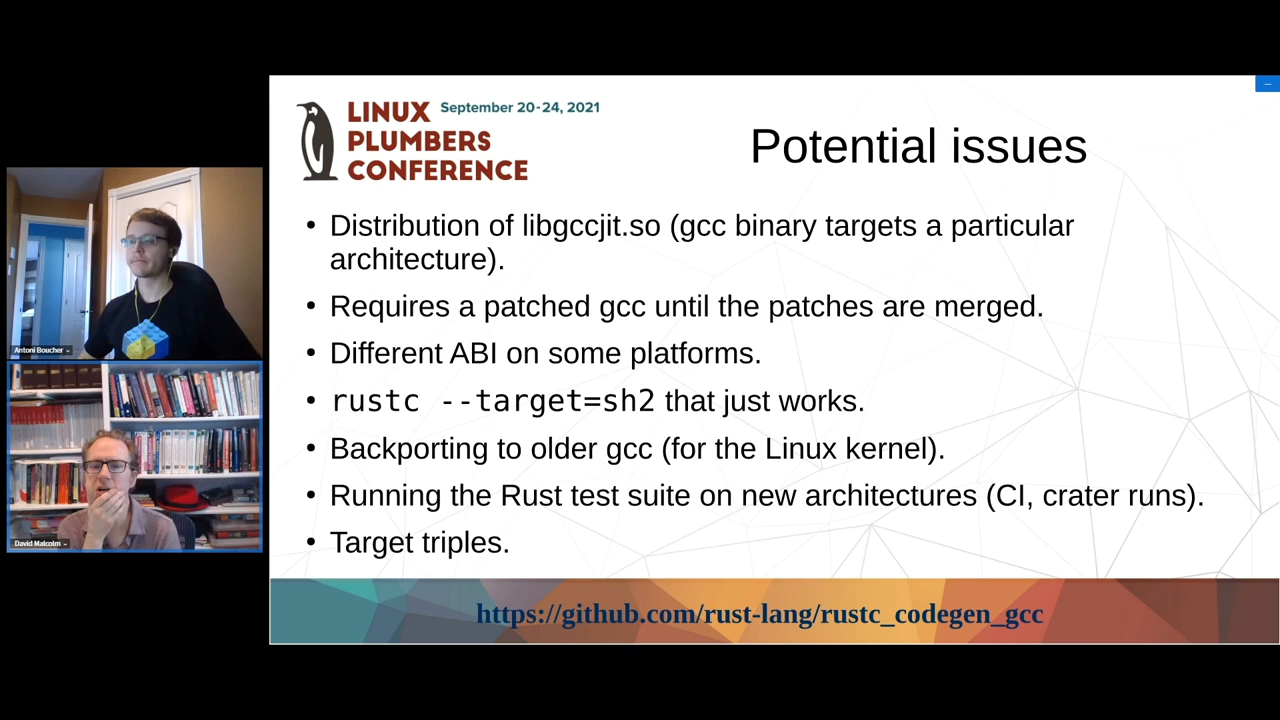 LINUX September 20-24, 2021
PLUMBERS
CONFERENCE
Potential issues
• Distribution of libgccjit.so (gcc binary targets a particular
architecture).
• Requires a patched gcc until the patches are merged.
• Different ABI on some platforms.
• rustc --target=sh2 that just works.
• Backporting to older gcc (for the Linux kernel).
• Running the Rust test suite on new architectures (CI, crater runs).
• Target triples.
https://github.com/rust-lang/rustc_codegen_gcc
Antoni Boucher
David Malcolm